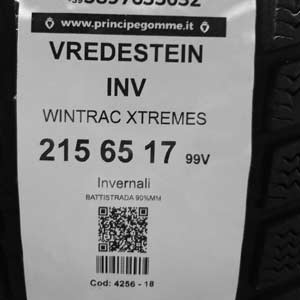 www.principegomme.it
VREDESTEIN
INV
WINTRAC XTREMES
215 65 17 99V
Invernali
BATTISTRADA 90%MM
Cod: 4256 - 18